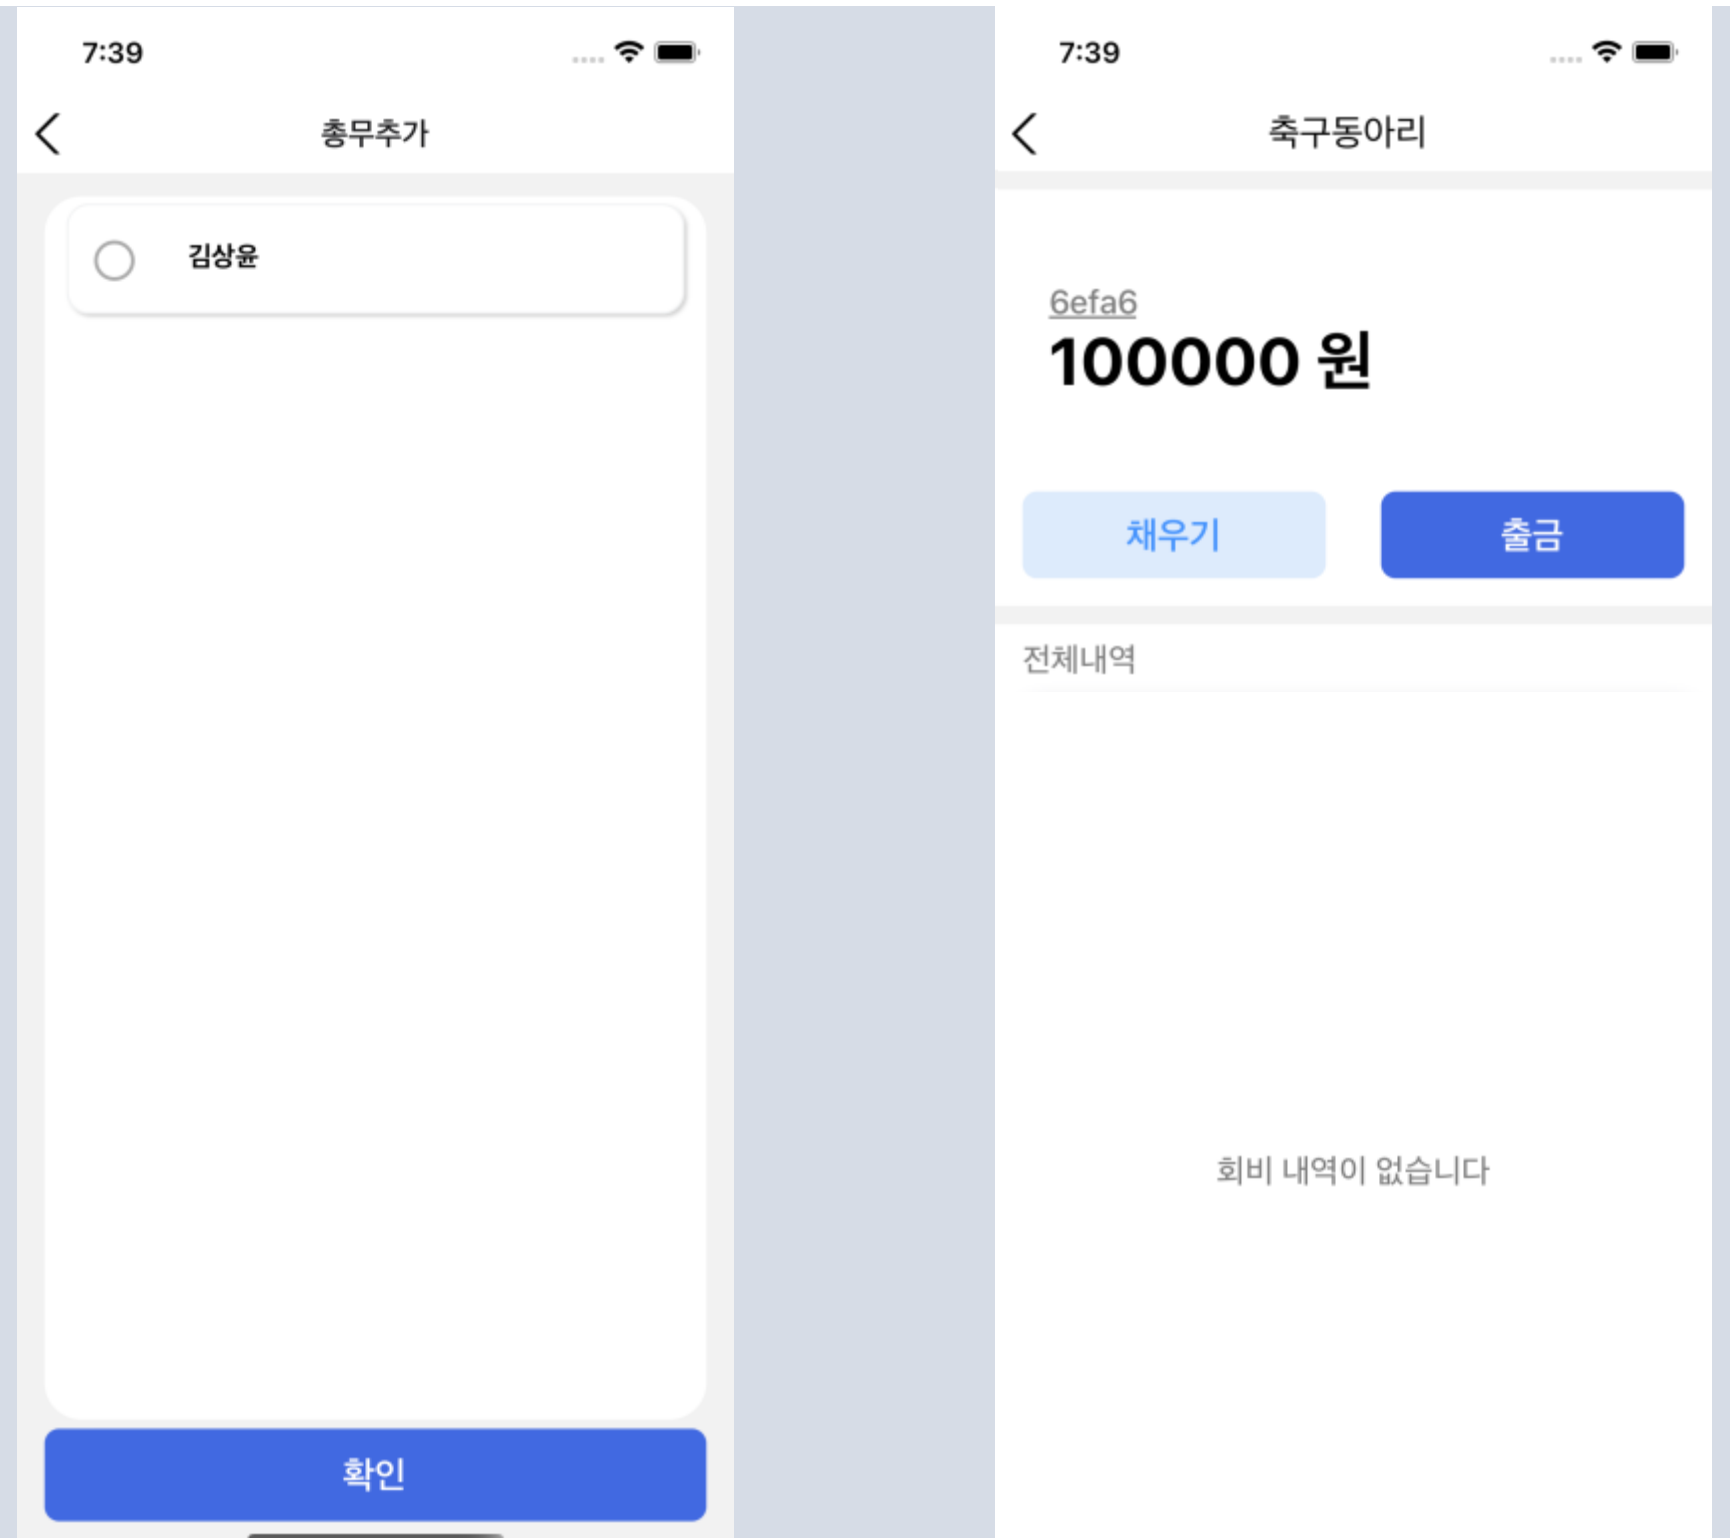 7:39
총무추가
김상윤
확인
7:39
축구동아리
6efa6
100000 원
채우기
출금
전체내역
회비 내역이 없습니다